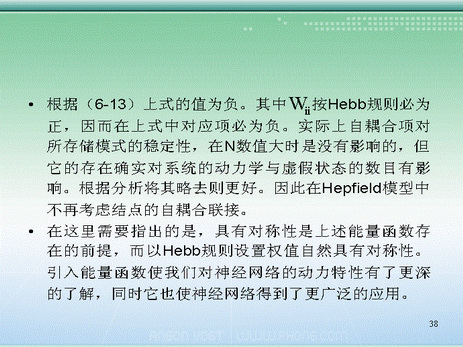 • 根据（6-13）上式的值为负。其中Wii按Hebb规则必为
正，因而在上式中对应项必为负。实际上自耦合项对
所存储模式的稳定性，在N数值大时是没有影响的，但
它的存在确实对系统的动力学与虚假状态的数目有影
响。根据分析将其略去则更好。因此在Hepfield模型中
不再考虑结点的自耦合联接。
• 在这里需要指出的是，具有对称性是上述能量函数存
在的前提，而以Hebb规则设置权值自然具有对称性。
引入能量函数使我们对神经网络的动力特性有了更深
的了解，同时它也使神经网络得到了更广泛的应用。
38